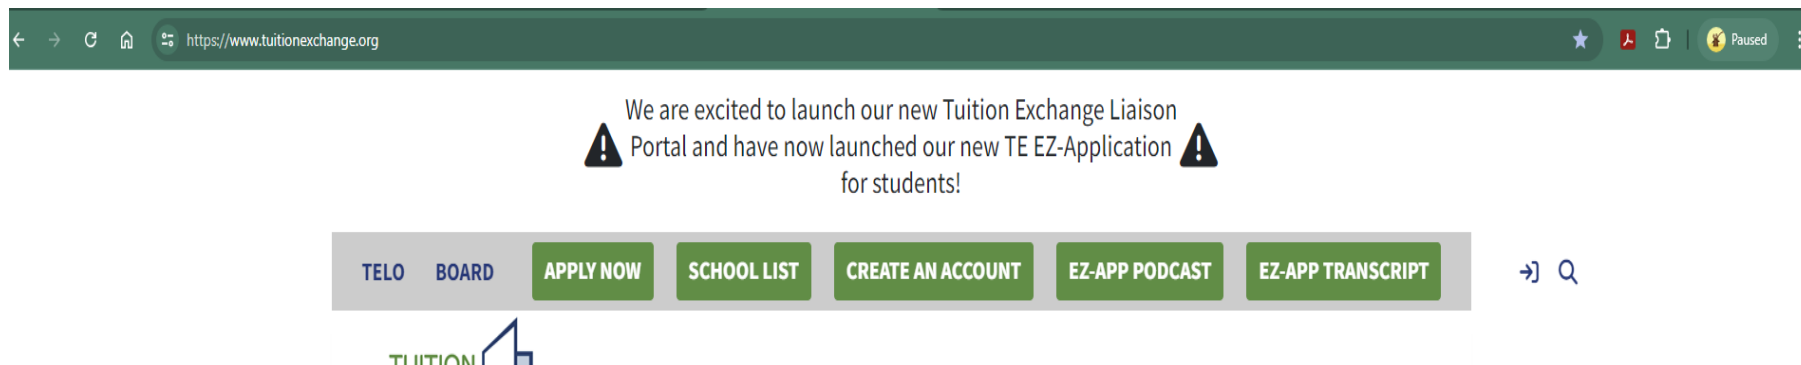 https://www.tuitionexchange.org
Paused
We are excited to launch our new Tuition Exchange Liaison
Portal and have now launched our new TE EZ-Application
for students!
TELO BOARD APPLY NOW SCHOOL LIST CREATE AN ACCOUNT EZ-APP PODCAST EZ-APP TRANSCRIPT
TUITION